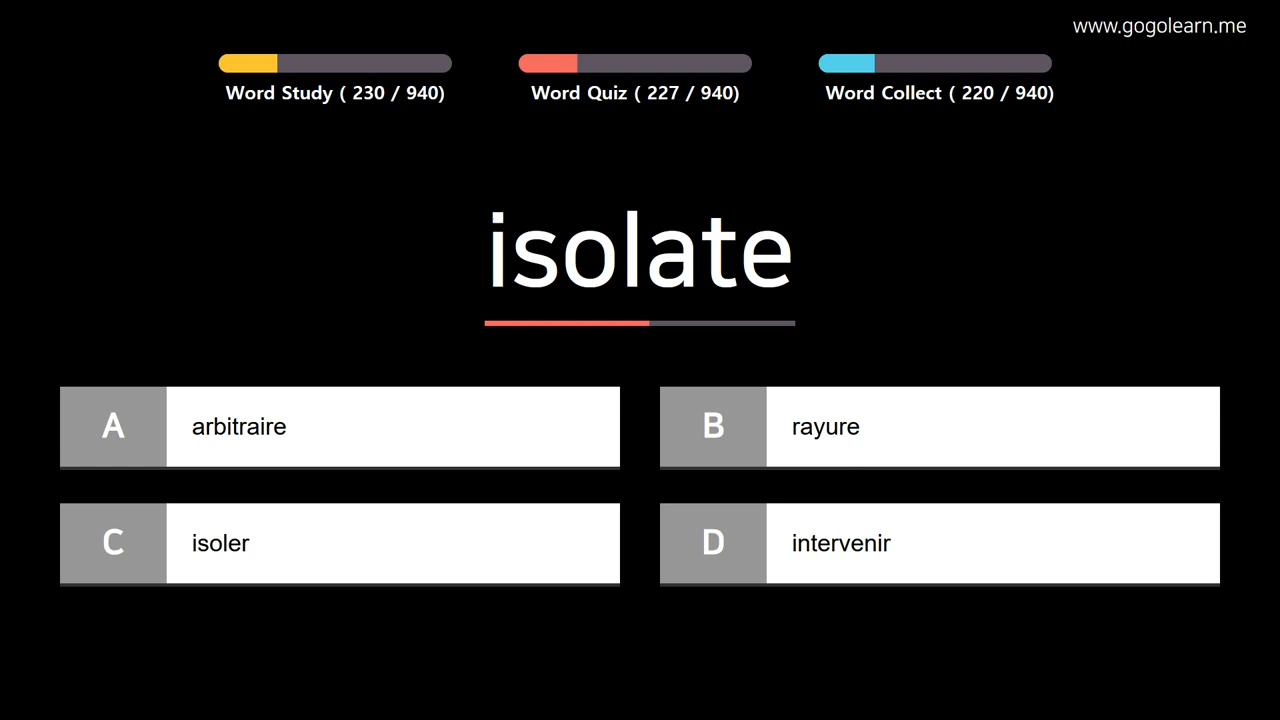 www.gogolearn.me
Word Study ( 230 / 940)
Word Quiz ( 227 / 940)
Word Collect ( 220 / 940)
isolate
A arbitraire
B rayure
C isoler
D intervenir